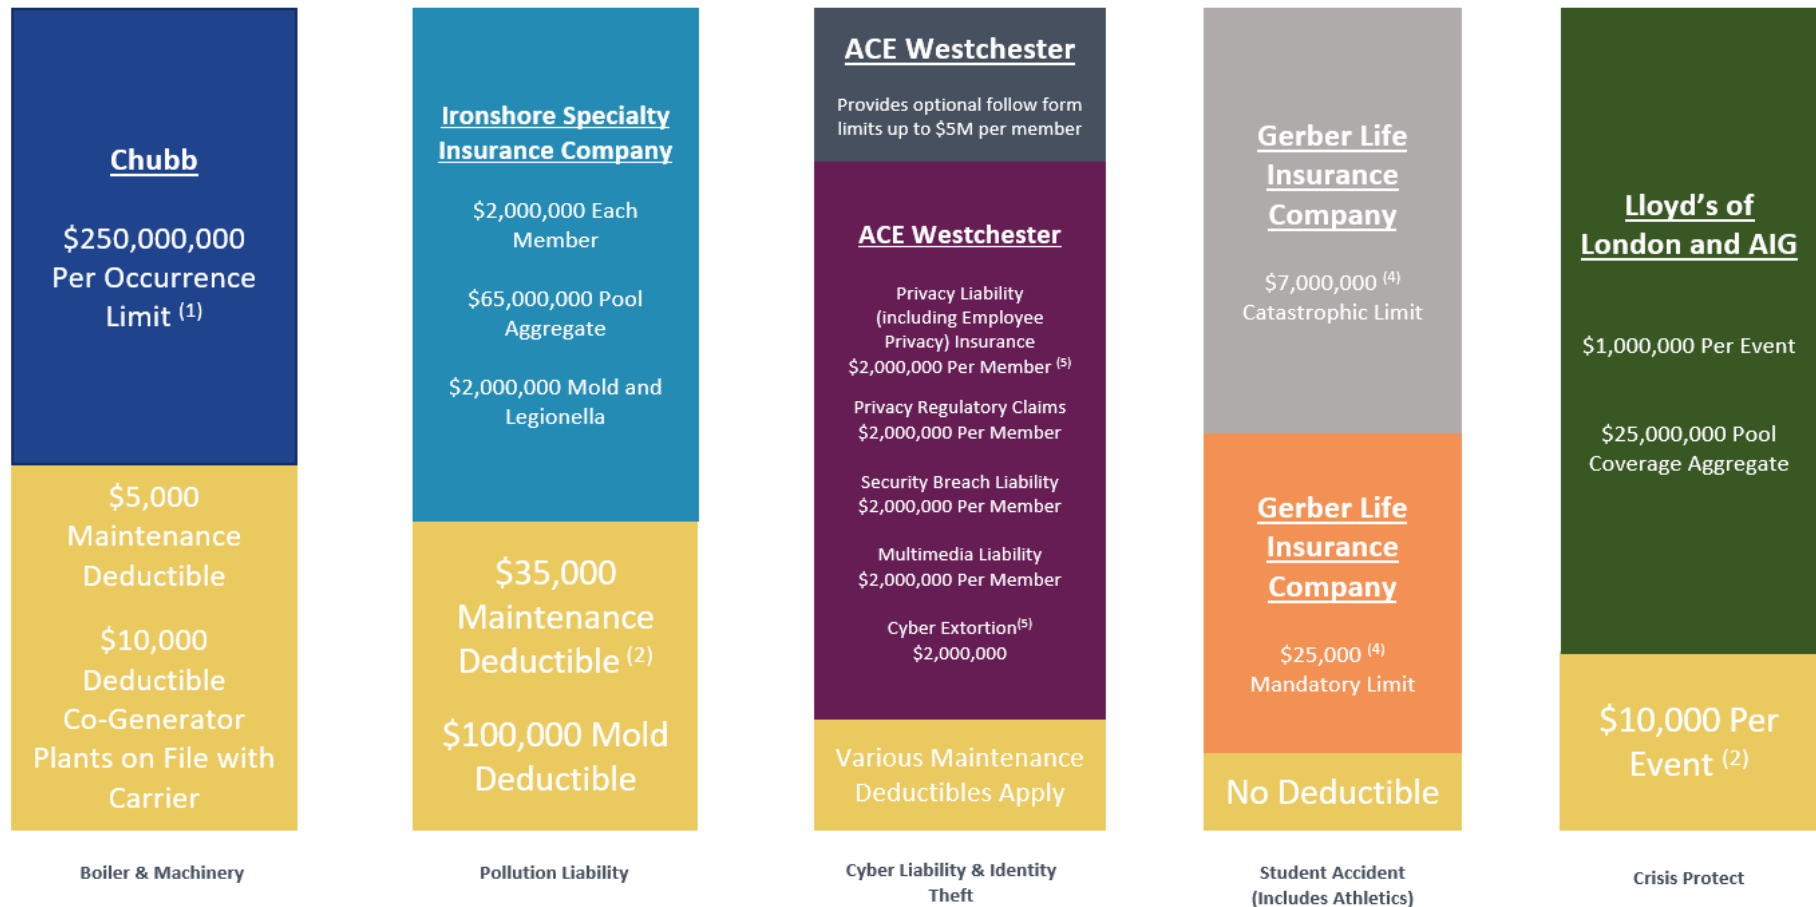 Chubb
$250,000,000
Per Occurrence
Limit (1)
$5,000
Maintenance
Deductible
$10,000
Deductible
Co-Generator
Plants on File with
Carrier
Boiler & Machinery
Ironshore Specialty
Insurance Company
$2,000,000 Each
Member
$65,000,000 Pool
Aggregate
$2,000,000 Mold and
Legionella
$35,000
Maintenance
Deductible (2)
$100,000 Mold
Deductible
Pollution Liability
ACE Westchester
Provides optional follow form
limits up to $5M per member
ACE Westchester
Privacy Liability
(including Employee
Privacy) Insurance
$2,000,000 Per Member (5)
Privacy Regulatory Claims
$2,000,000 Per Member
Security Breach Liability
$2,000,000 Per Member
Multimedia Liability
$2,000,000 Per Member
Cyber Extortion(5)
$2,000,000
Various Maintenance
Deductibles Apply
Cyber Liability & Identity
Theft
Gerber Life
Insurance
Company
$7,000,000 (4)
Catastrophic Limit
Gerber Life
Insurance
Company
$25,000 (4)
Mandatory Limit
No Deductible
Student Accident
(Includes Athletics)
Lloyd's of
London and AIG
$1,000,000 Per Event
$25,000,000 Pool
Coverage Aggregate
$10,000 Per
Event (2)
Crisis Protect